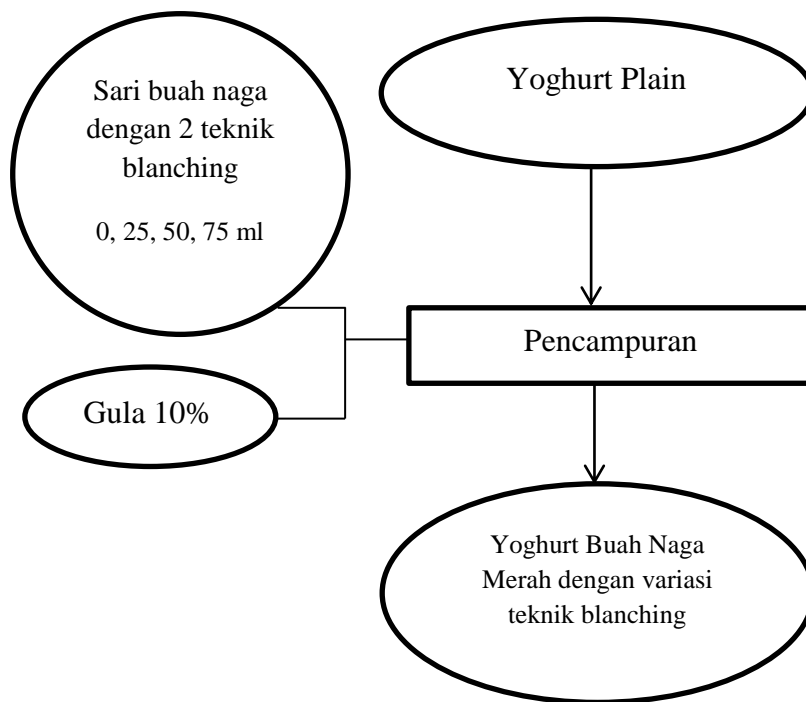 Sari buah naga
dengan 2 teknik
blanching
0, 25, 50, 75 ml
Yoghurt Plain
Pencampuran
Gula 10%
Yoghurt Buah Naga
Merah dengan variasi
teknik blanching